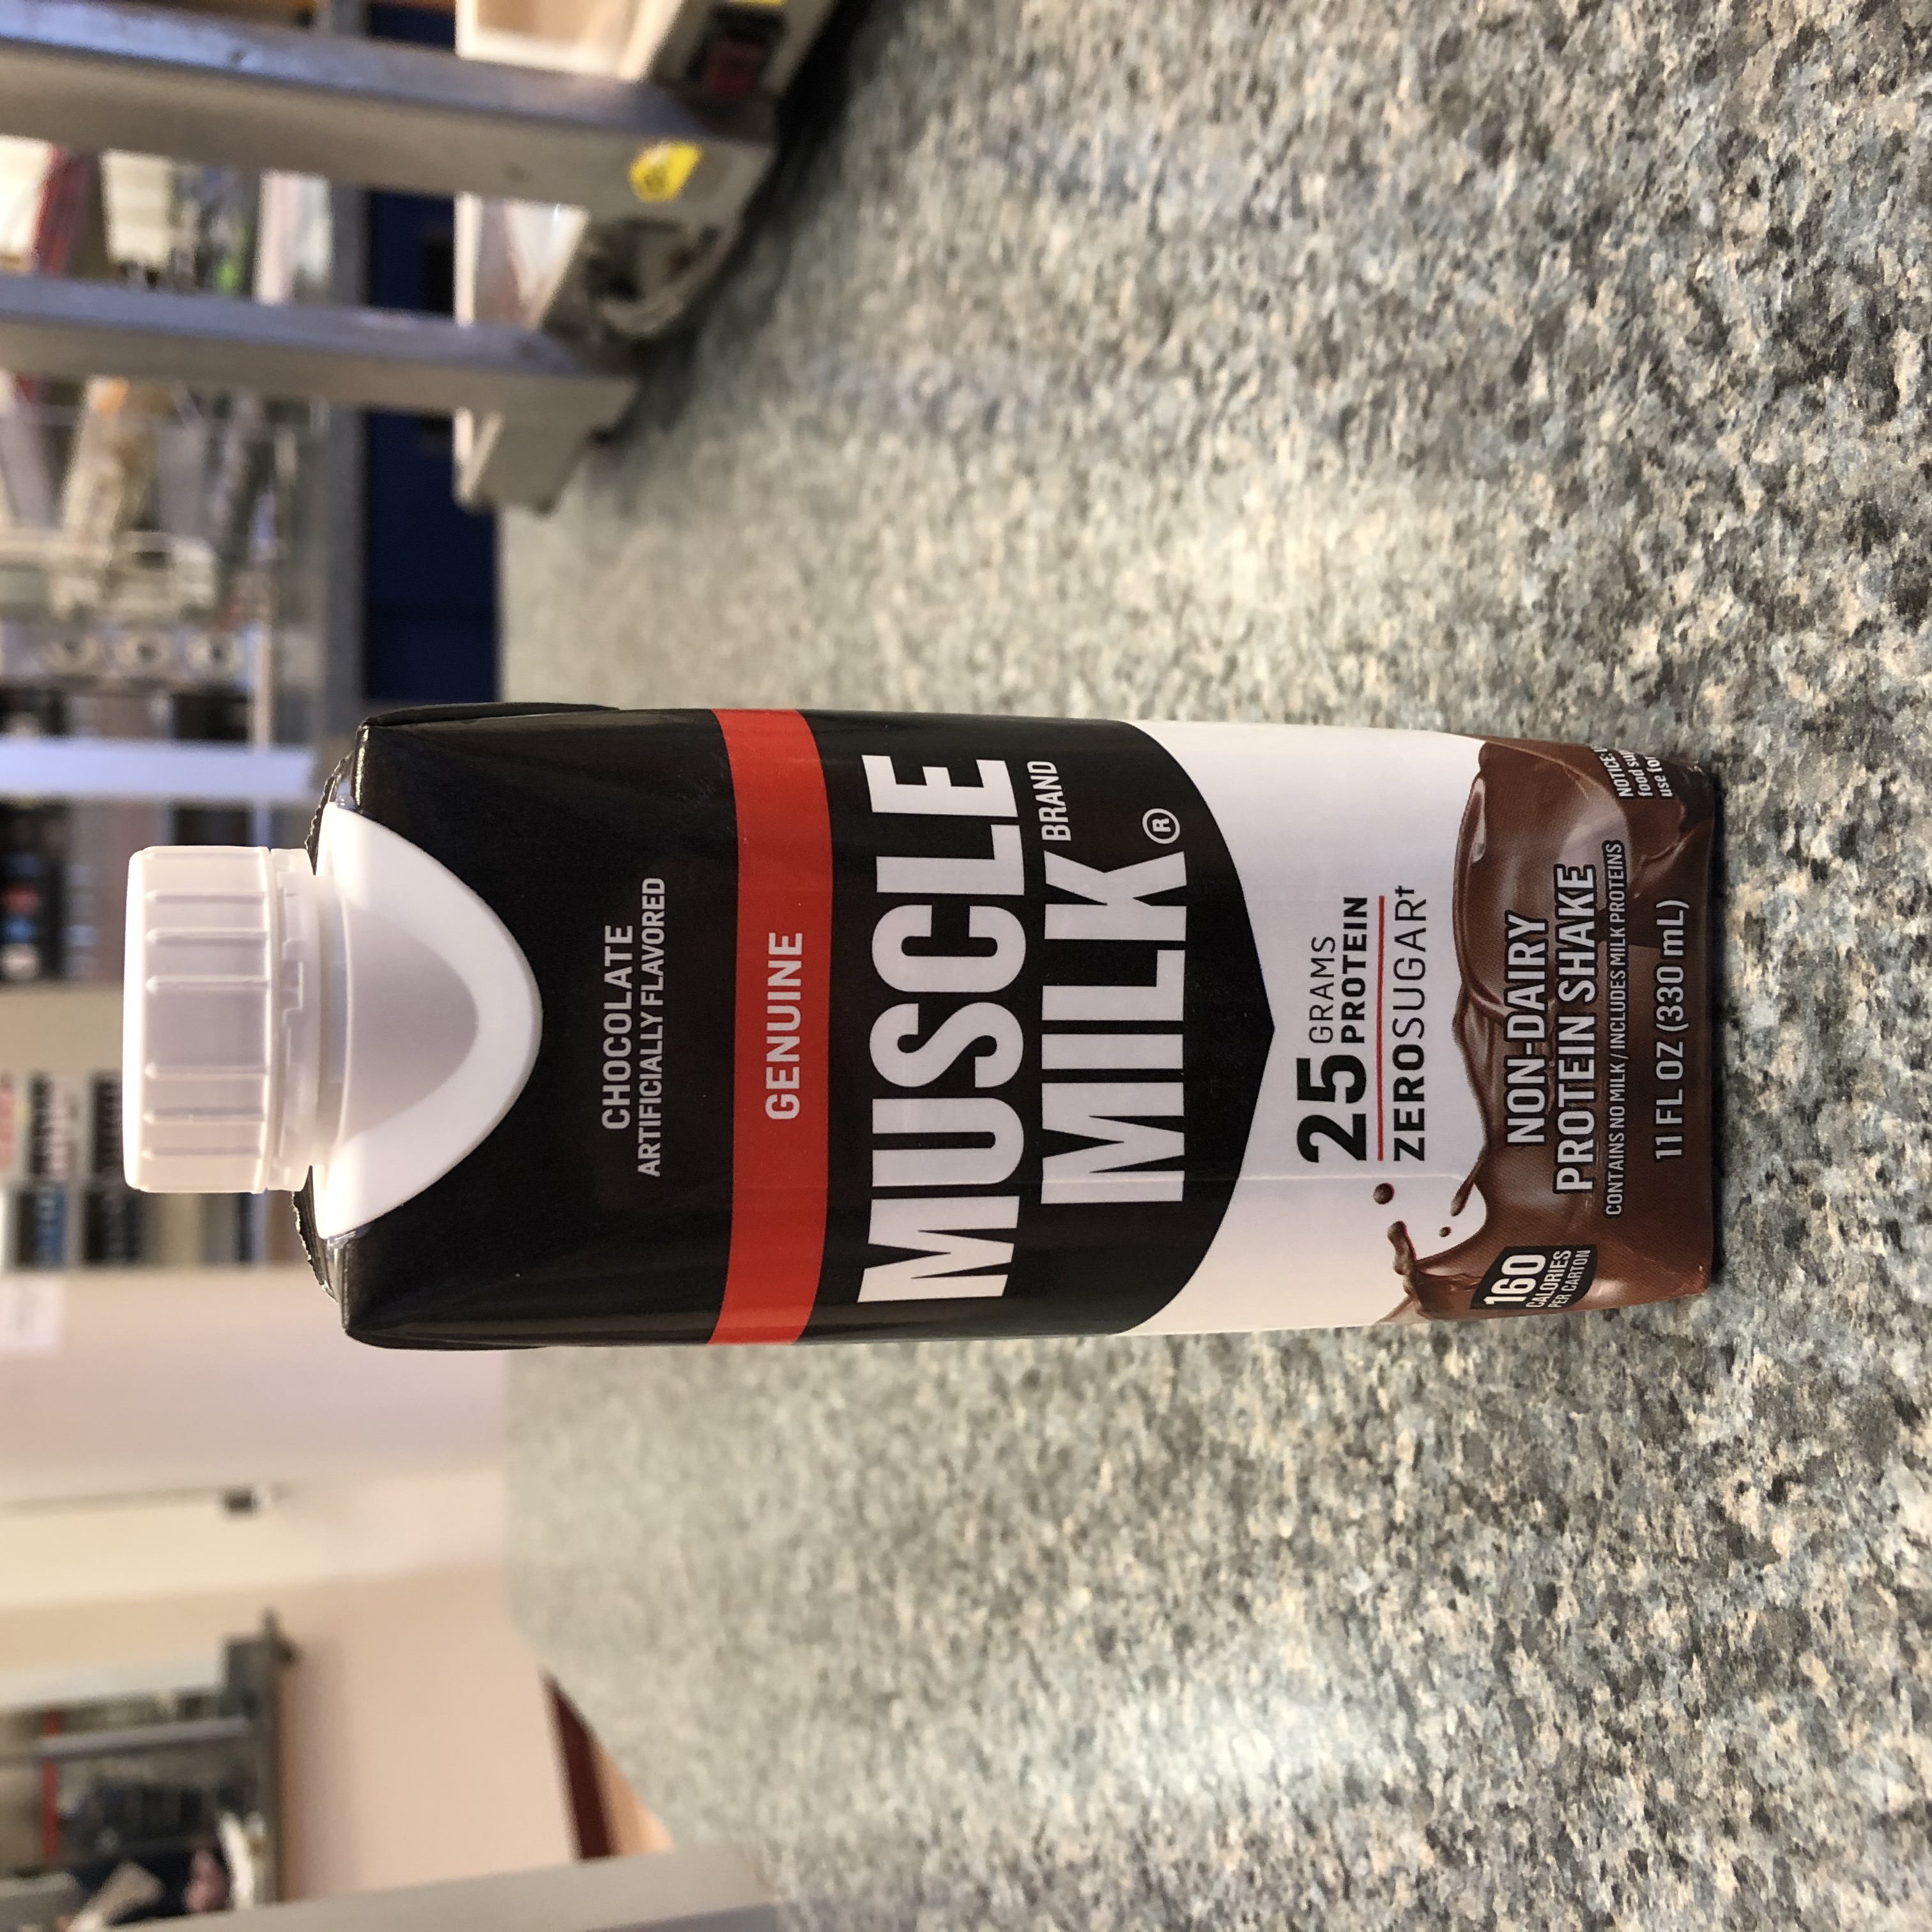 CHOCOLATE
ARTIFICIALLY FLAVORED
GENUINE
MUSCLE
MILK®
BRAND
25 GRAMS
PROTEIN
ZEROSUGAR†
160
CALORIES
PER CARTON
NON-DAIRY
PROTEIN SHAKE
CONTAINS NO MILK / INCLUDES MILK PROTEINS
11 FL OZ (330 mL)
NOTICE:
food
use for